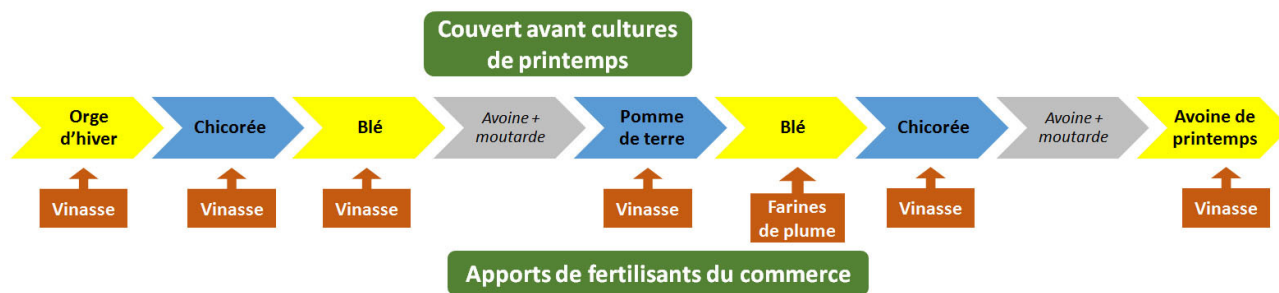 Couvert avant cultures
de printemps
Orge
d'hiver
Chicorée
Blé
Avoine +
moutarde
Pomme
de terre
Blé
Chicorée
Avoine +
moutarde
Avoine de
printemps
Vinasse
Vinasse
Vinasse
Vinasse
Farines
de plume
Vinasse
Vinasse
Apports de fertilisants du commerce